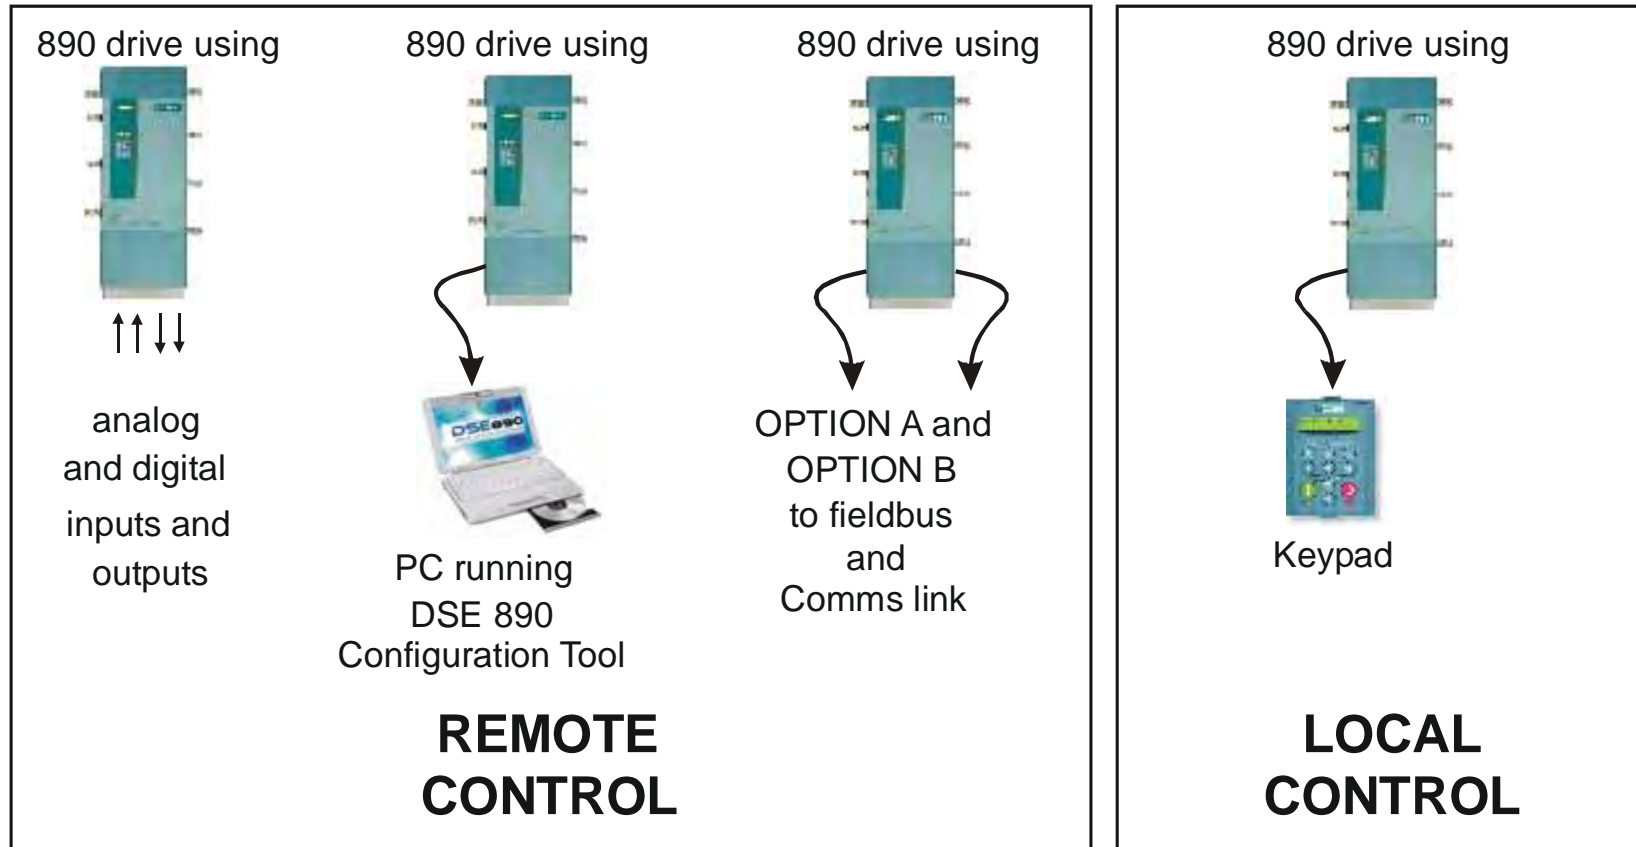 890 drive using
analog
and digital
inputs and
outputs
890 drive using
DSE890
PC running
DSE 890
Configuration Tool
890 drive using
OPTION A and
OPTION B
to fieldbus
and
Comms link
REMOTE
CONTROL
890 drive using
Keypad
LOCAL
CONTROL